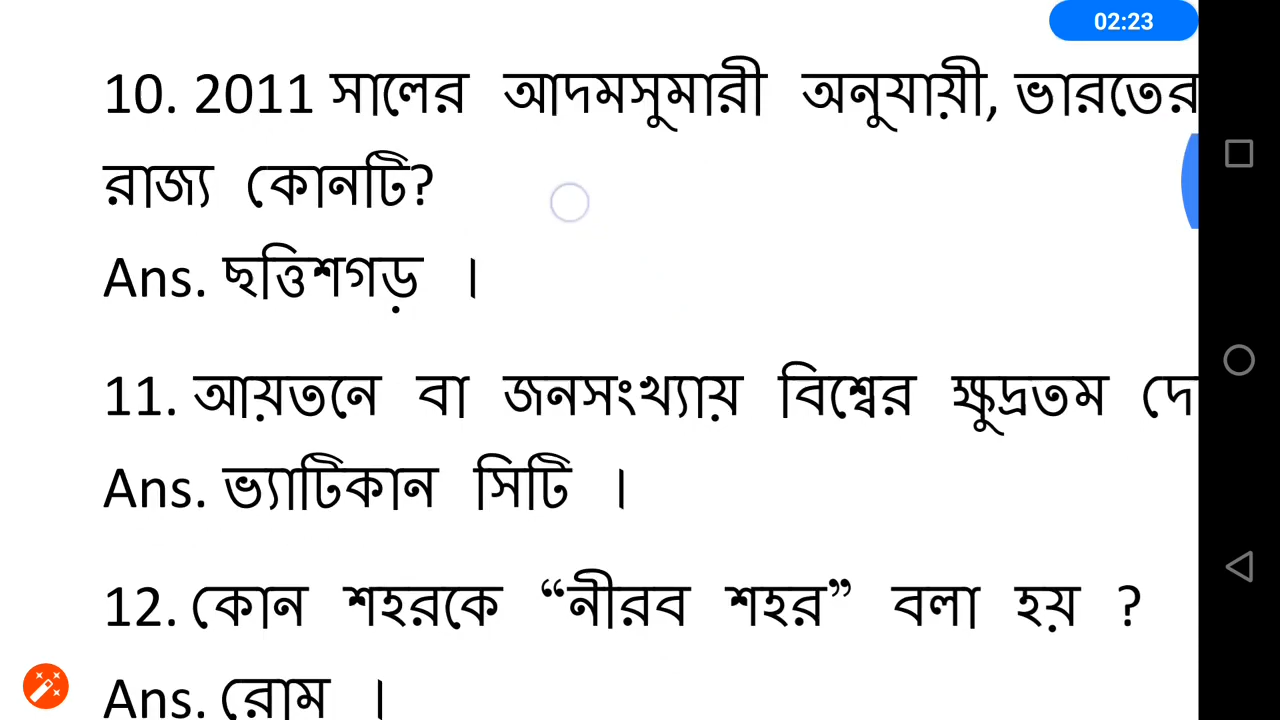 02:23
10. 2011 সালের আদমসুমারী অনুযায়ী, ভারতের
রাজ্য কোনটি?
Ans. ছত্তিশগড় ।
11. আয়তনে বা জনসংখ্যায় বিশ্বের ক্ষুদ্রতম দে
Ans. ভ্যাটিকান সিটি ।
12. কোন শহরকে “নীরব শহর” বলা হয় ?
Ans. রোম ।